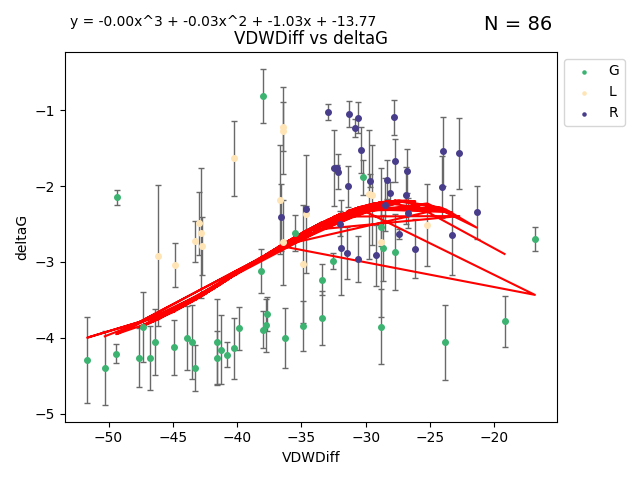 y = -0.00x^3 + -0.03x^2 + -1.03x + -13.77
N = 86
VDWDiff vs deltaG
G
L
R
−1
−2
−3
−4
−5
deltaG
−50 −45 −40 −35 −30 −25 −20
VDWDiff